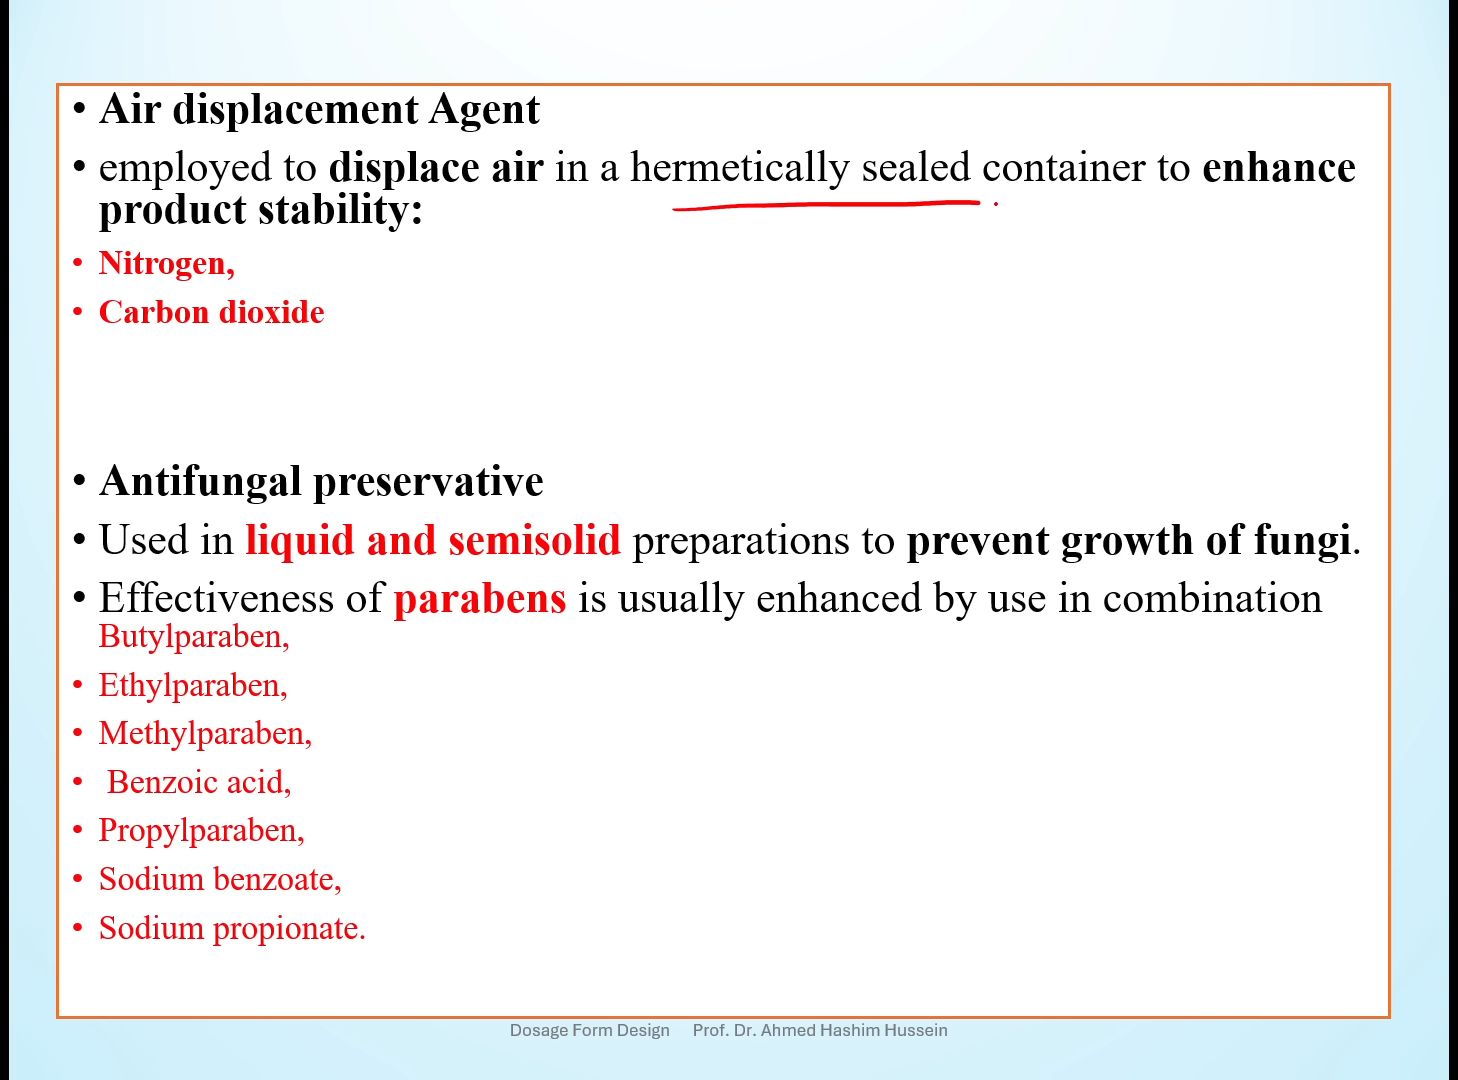 • Air displacement Agent
• employed to displace air in a hermetically sealed container to enhance
product stability:
• Nitrogen,
• Carbon dioxide
• Antifungal preservative
• Used in liquid and semisolid preparations to prevent growth of fungi.
• Effectiveness of parabens is usually enhanced by use in combination
Butylparaben,
• Ethylparaben,
• Methylparaben,
• Benzoic acid,
• Propylparaben,
• Sodium benzoate,
• Sodium propionate.
Dosage Form Design Prof. Dr. Ahmed Hashim Hussein